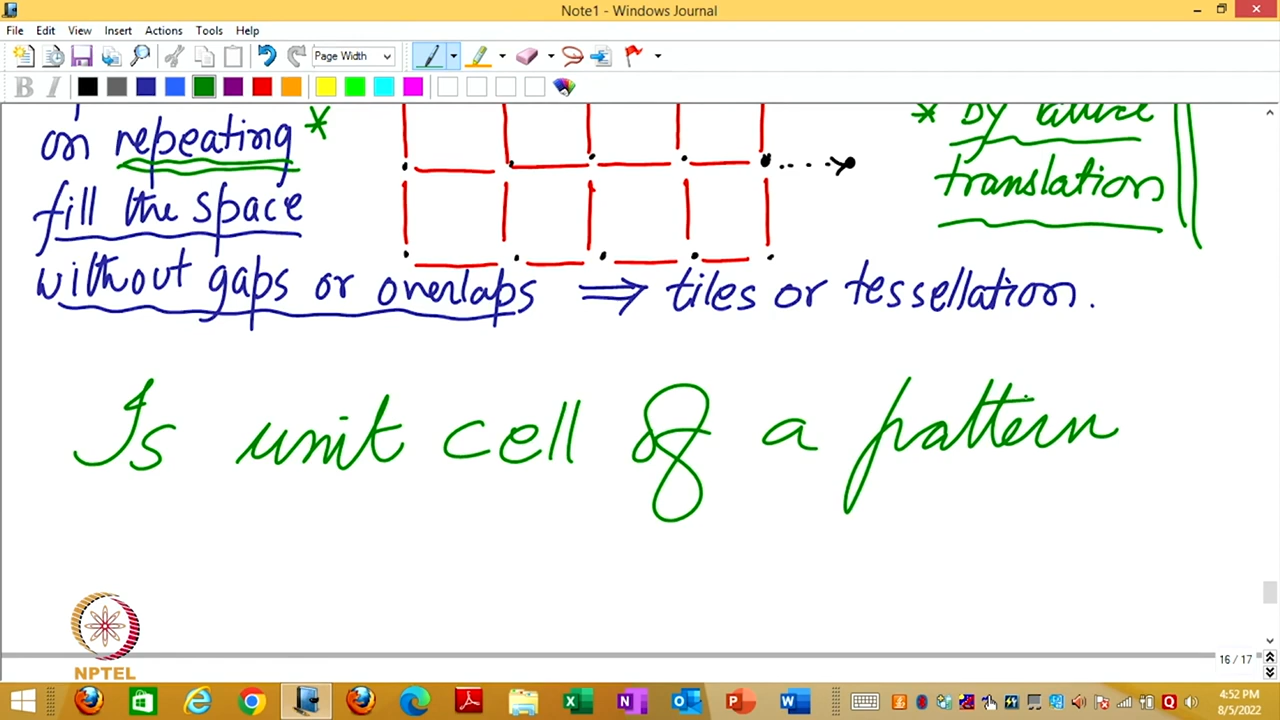 Note1 - Windows Journal
File Edit View Insert Actions Tools Help
Page Width
B I
on repeating *
fill the space
without gaps or overlaps ⇒ tiles or tessellation.
* by lattice
translation
Is unit cell of a pattern
NPTEL
16 / 17
4:52 PM
8/5/2022